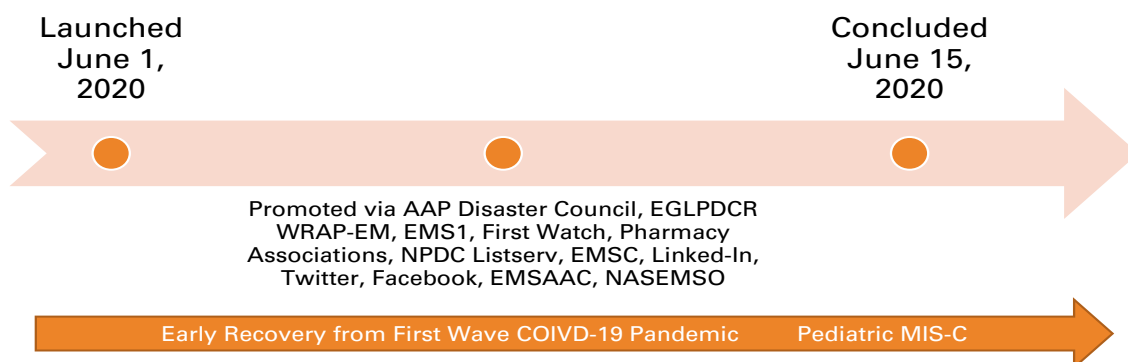 Launched
June 1,
2020
Concluded
June 15,
2020
Promoted via AAP Disaster Council, EGLPDCR
WRAP-EM, EMS1, First Watch, Pharmacy
Associations, NPDC Listserv, EMSC, Linked-In,
Twitter, Facebook, EMSAAC, NASEMSO
Early Recovery from First Wave COIVD-19 Pandemic Pediatric MIS-C